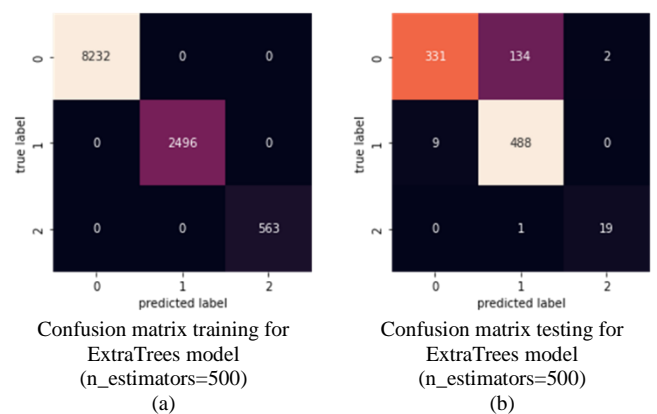 0 8232 0 0
true label
1 0 2496 0
2 0 0 563
0 1 2
predicted label
Confusion matrix training for
ExtraTrees model
(n_estimators=500)
(a)
0 331 134 2
true label
1 9 488 0
2 0 1 19
0 1 2
predicted label
Confusion matrix testing for
ExtraTrees model
(n_estimators=500)
(b)